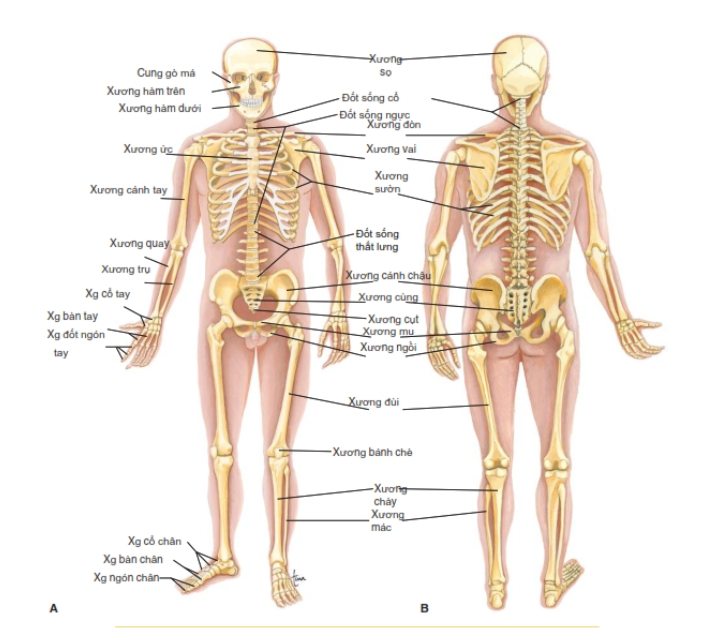 Xương
sọ
Cung gò má
Xương hàm trên
Xương hàm dưới
Đốt sống cổ
Đốt sống ngực
Xương đòn
Xương ức
Xương vai
Xương
sườn
Xương cánh tay
Xương quay
Đốt sống
thắt lưng
Xương trụ
Xương cánh chậu
Xg cổ tay
Xương cùng
Xg bàn tay
Xương cụt
Xg đốt ngón
tay
Xương mu
Xương ngồi
Xương đùi
Xương bánh chè
Xương
chày
Xương
mác
Xg cổ chân
Xg bàn chân
Xg ngón chân
A
B